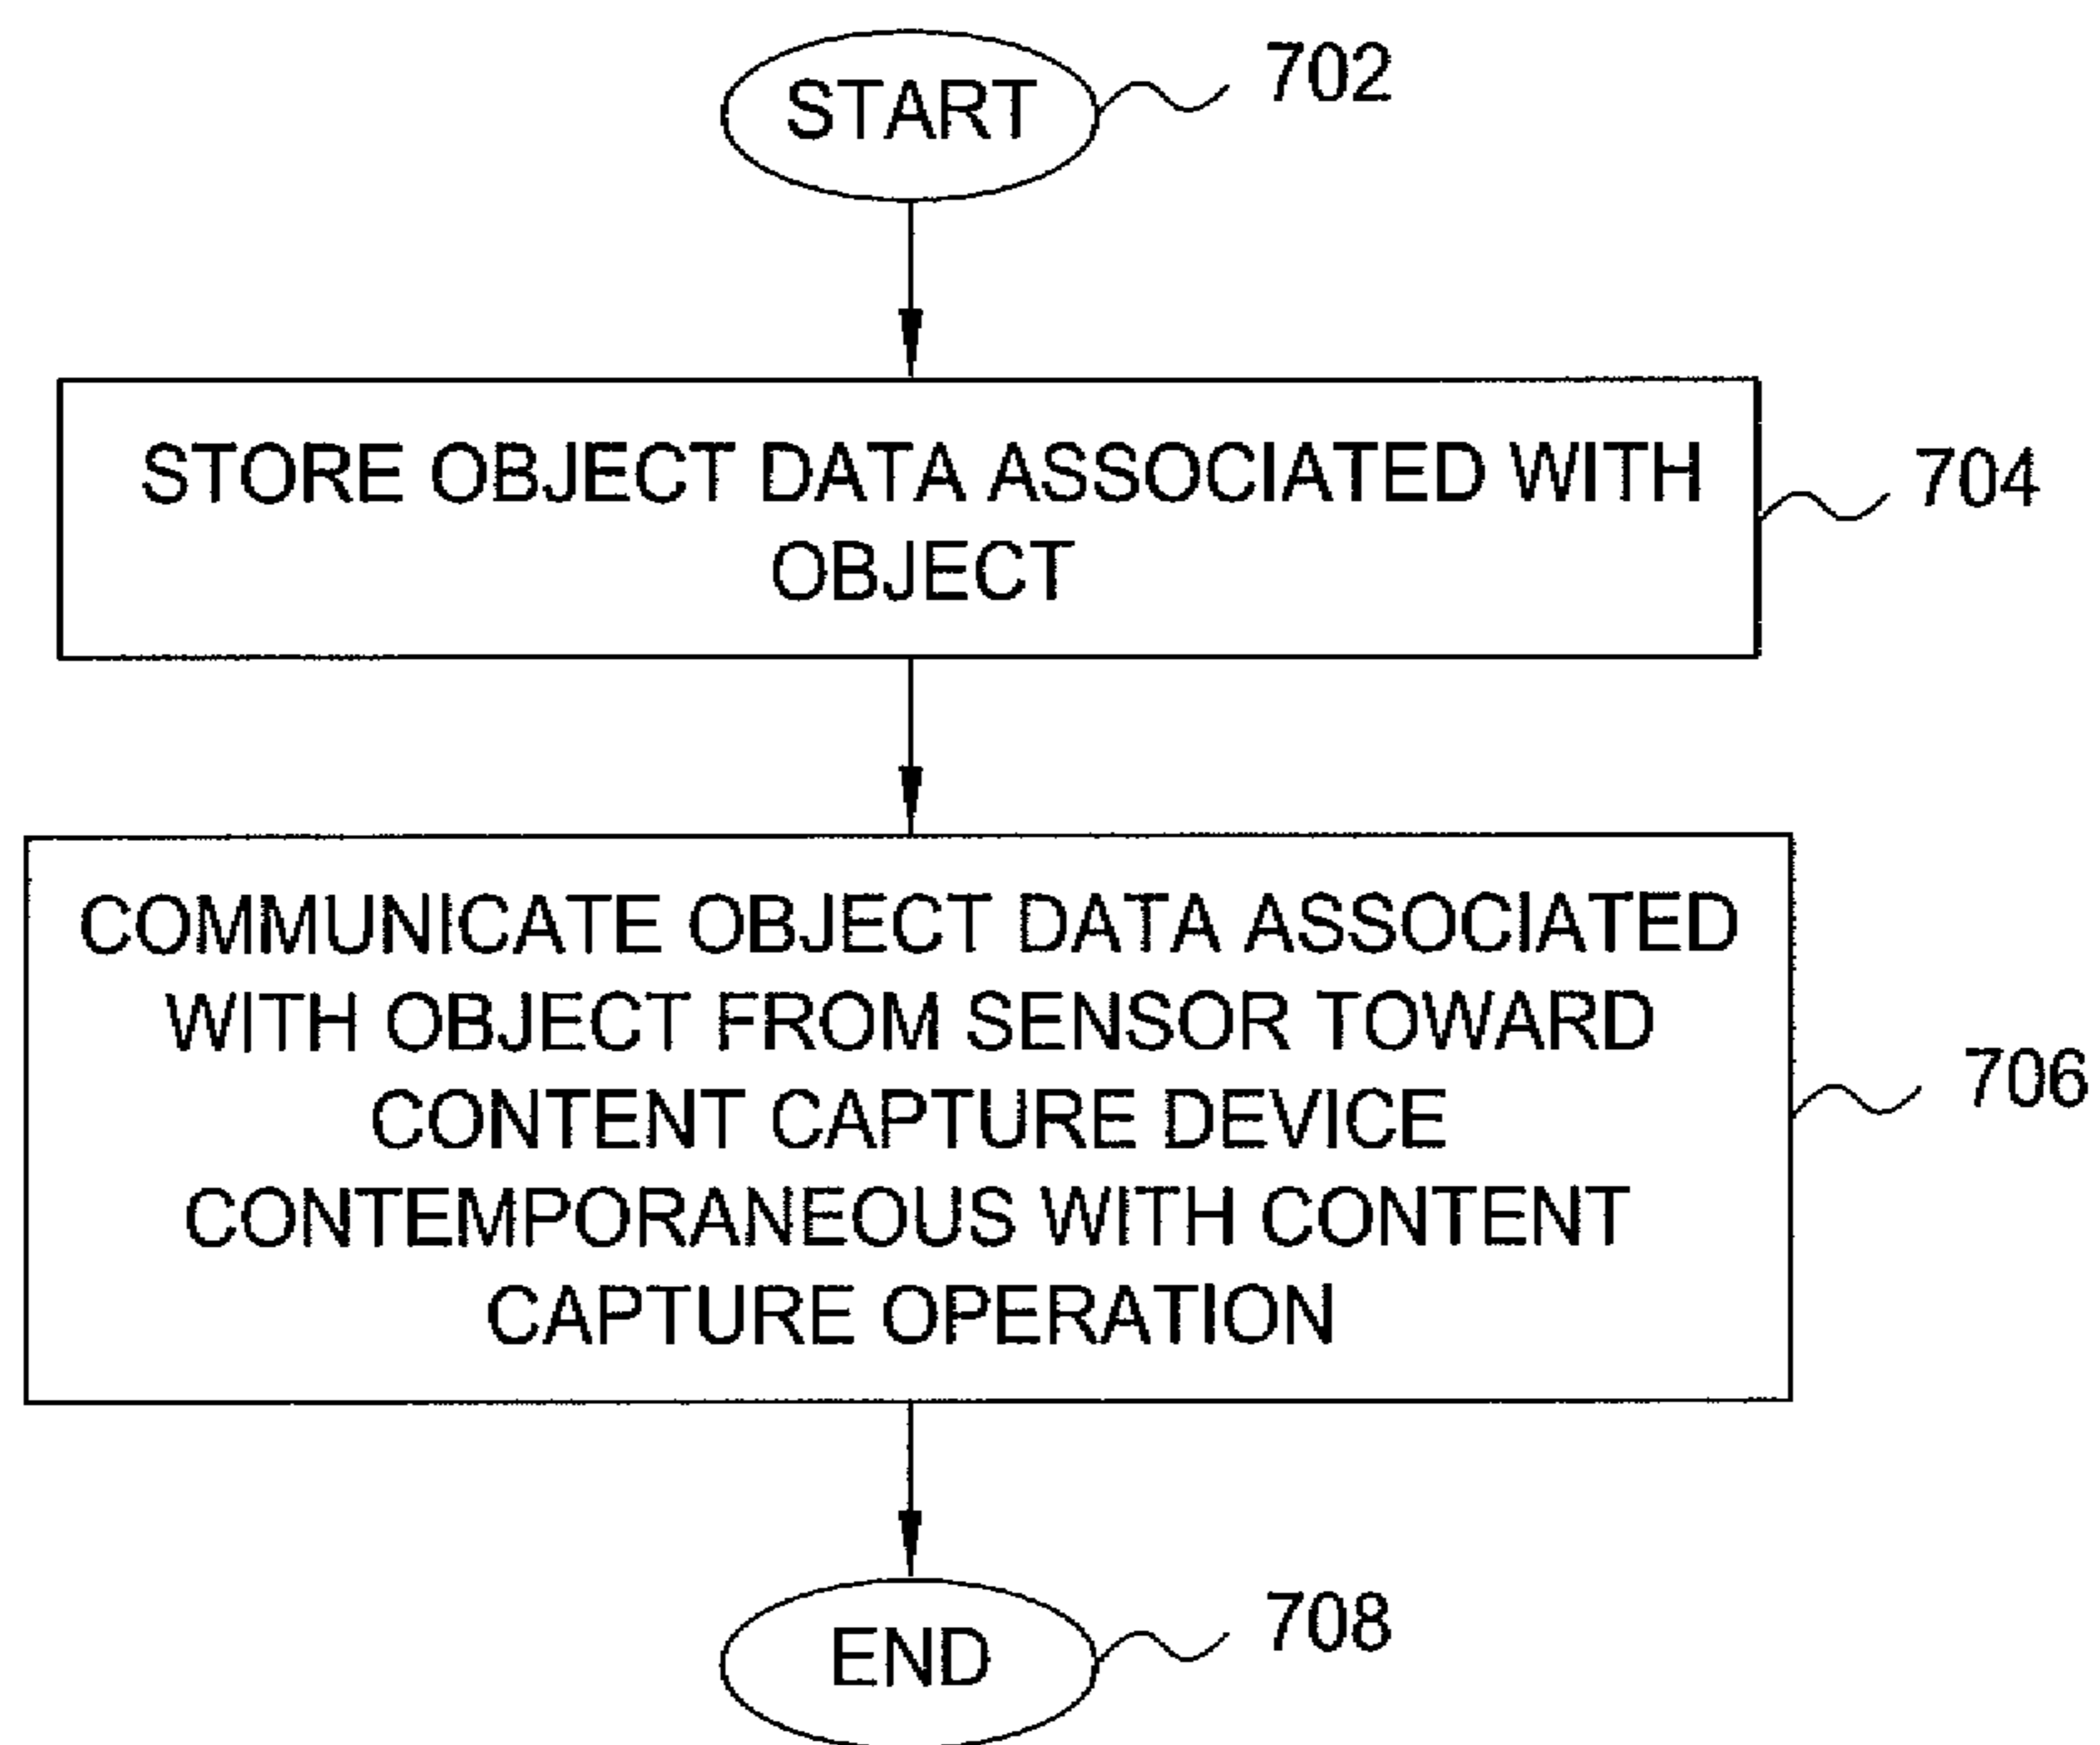 START
702
STORE OBJECT DATA ASSOCIATED WITH
OBJECT
704
COMMUNICATE OBJECT DATA ASSOCIATED
WITH OBJECT FROM SENSOR TOWARD
CONTENT CAPTURE DEVICE
CONTEMPORANEOUS WITH CONTENT
CAPTURE OPERATION
706
END
708